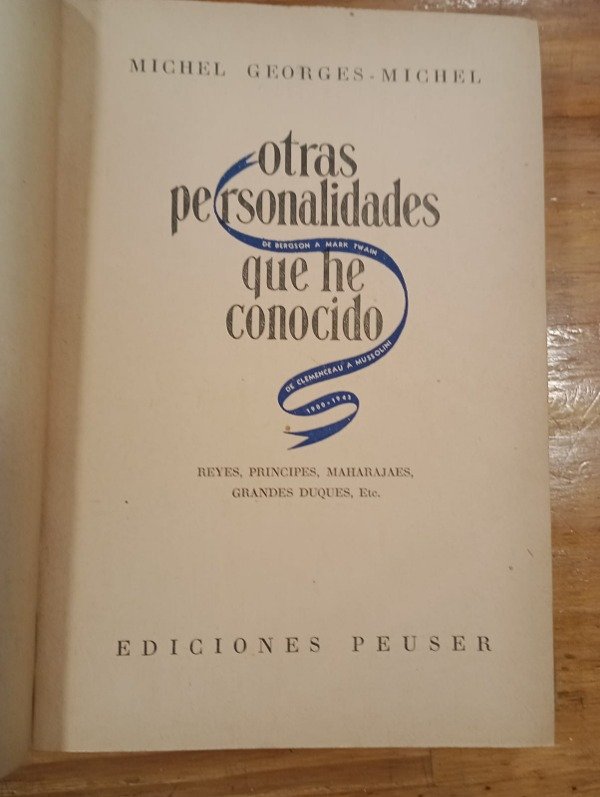 MICHEL GEORGES-MICHEL
otras
personalidades
DE BERGSON A MARK TWAIN
que he
conocido
DE CLEMENCEAU A MUSSOLINI
1900-1943
REYES, PRINCIPES, MAHARAJAES,
GRANDES DUQUES, Etc.
EDICIONES PEUSER